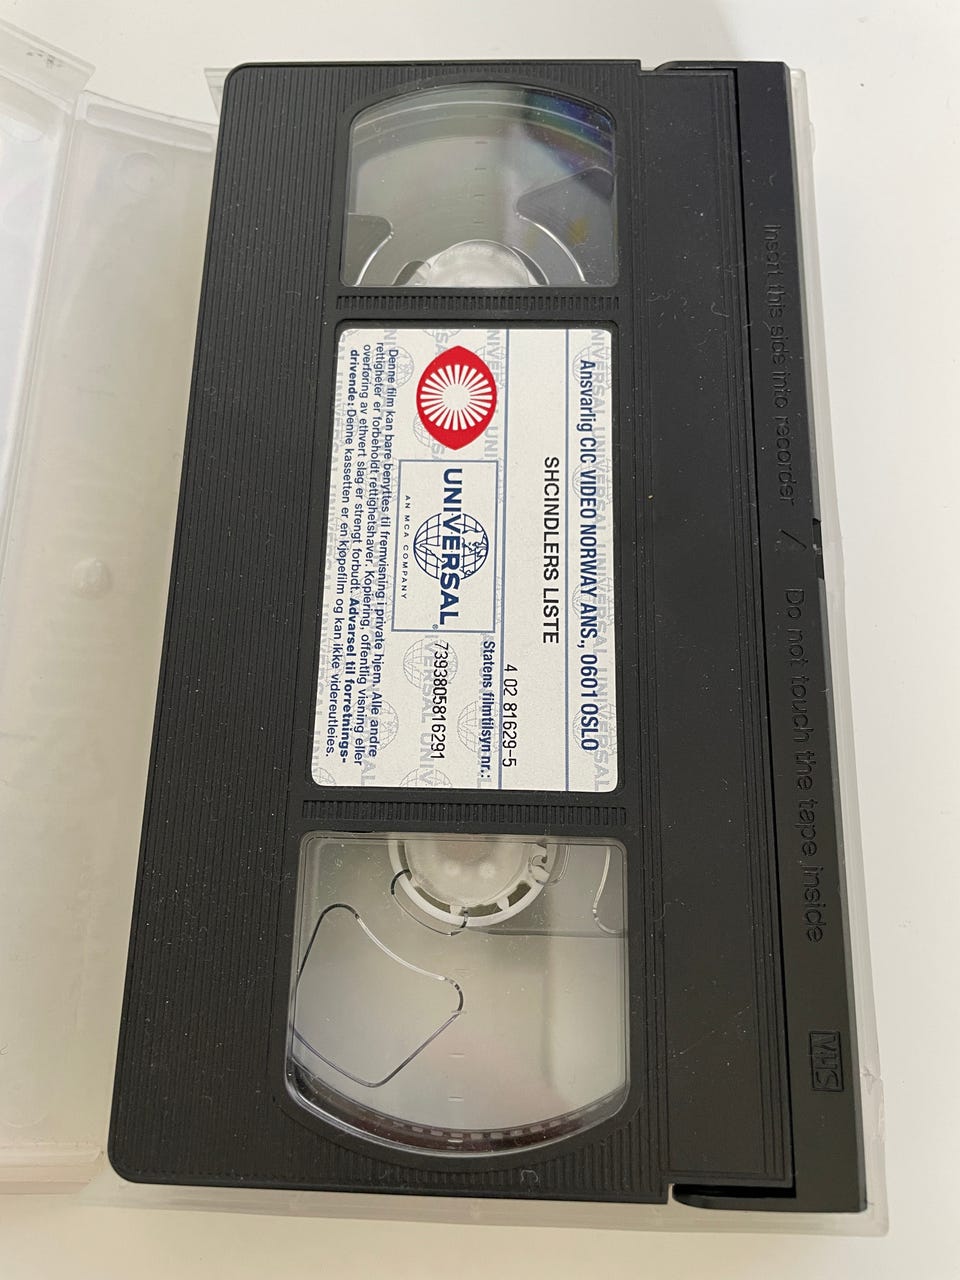 Insert this side into recorder / Do not touch the tape inside
VHS
Ansvarlig CIC VIDEO NORWAY ANS., 0601 OSLO
SHCINDLERS LISTE
4 02 81629-5
Statens filmtilsyn nr.:
UNIVERSAL
AN MCA COMPANY
7393805816291
Denne film kan bare benyttes til fremvisning i private hjem. Alle andre
rettigheter er forbeholdt rettighetshaver. Kopiering, offentlig visning eller
overføring av ethvert slag er strengt forbudt. Advarsel til forretnings-
drivende: Denne kassetten er en kjøpefilm og kan ikke videreutleies.